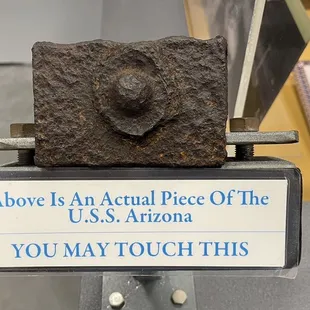 Above Is An Actual Piece Of The
U.S.S. Arizona
YOU MAY TOUCH THIS